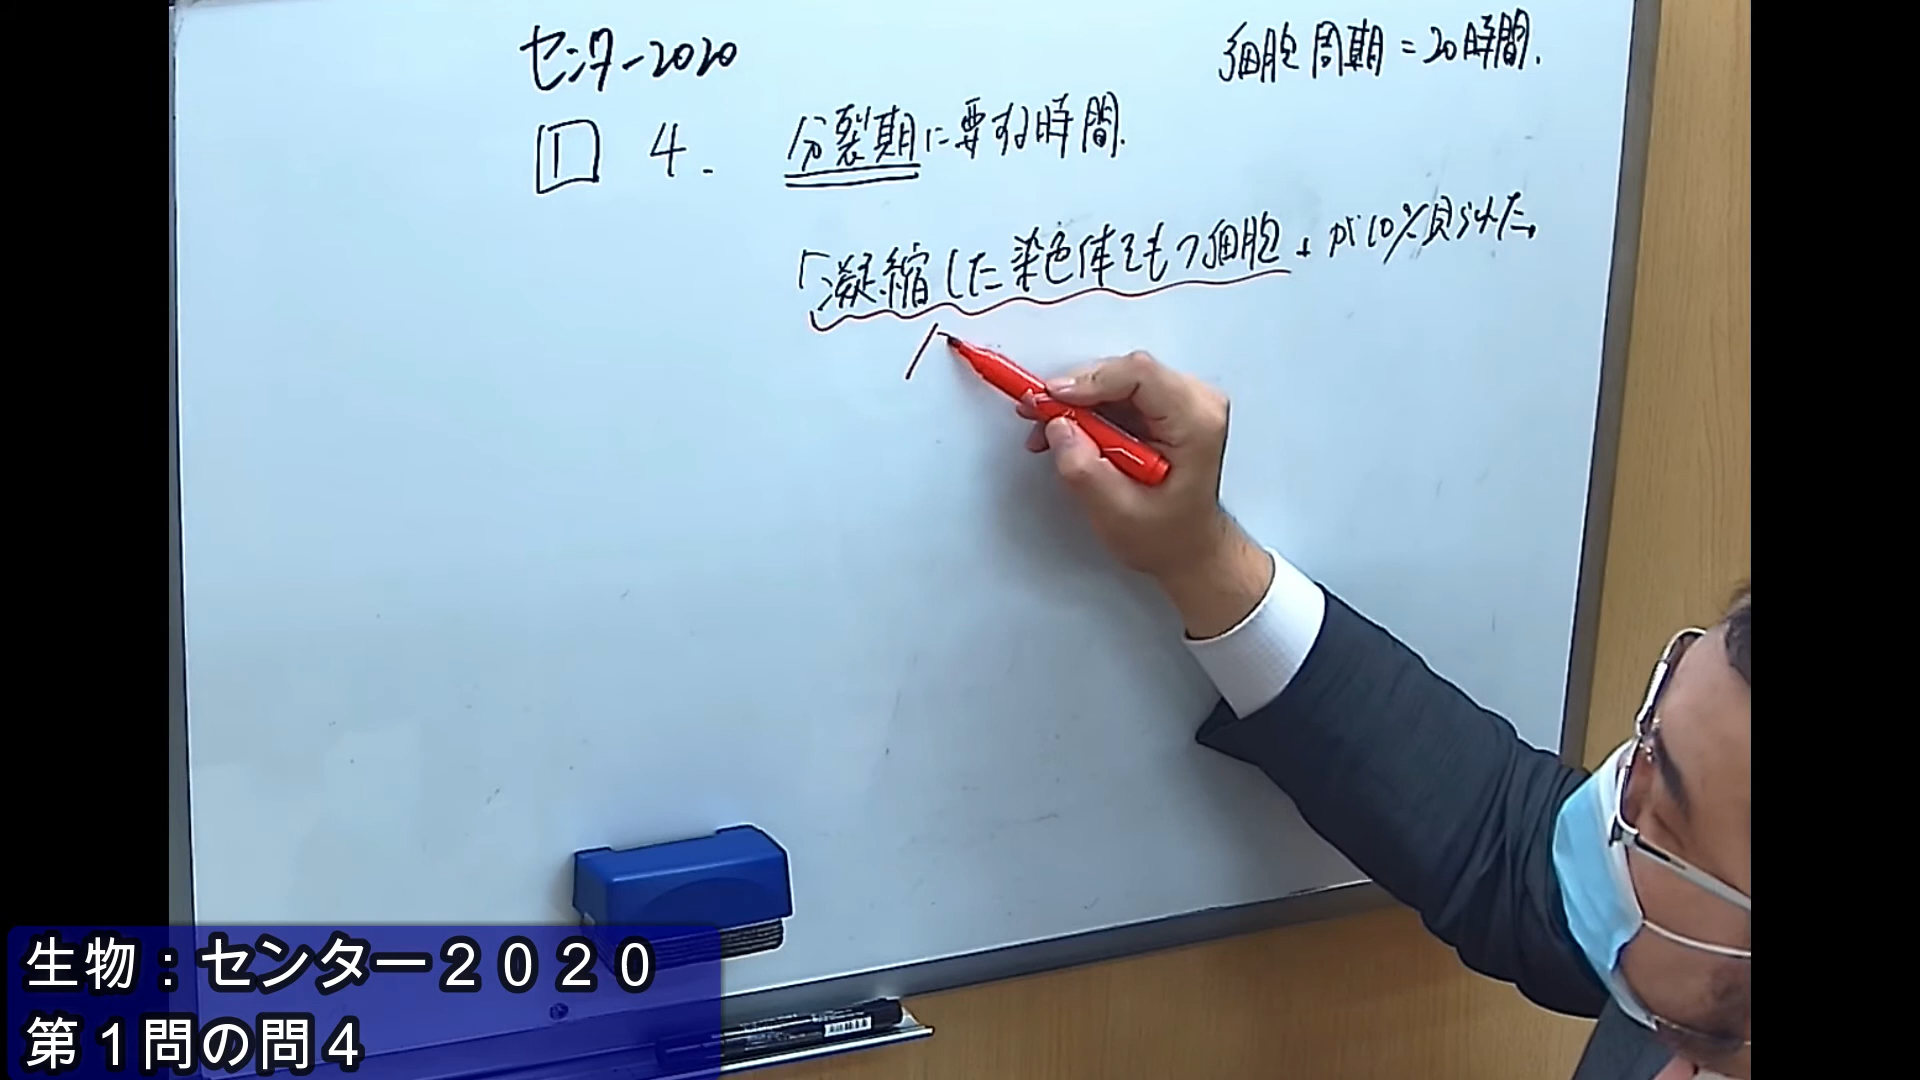 センター2020
細胞周期=20時間.
1 4. 分裂期に要する時間.
「凝縮した染色体をもつ細胞」が10%見られた。
生物：センター２０２０
第１問の問４